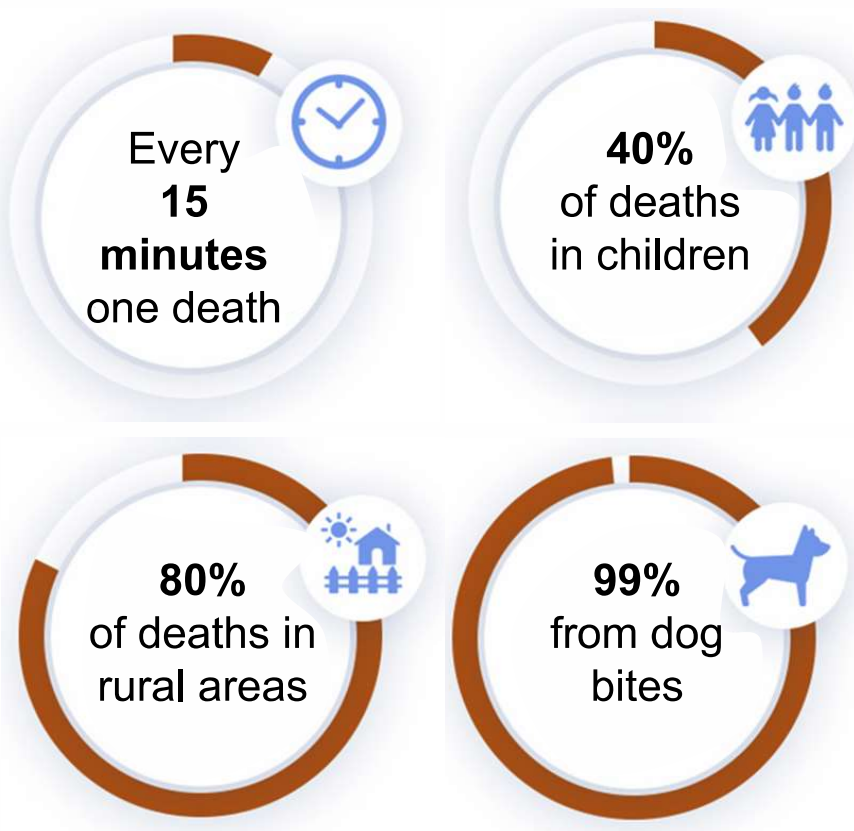 Every
15
minutes
one death
40%
of deaths
in children
80%
of deaths in
rural areas
99%
from dog
bites